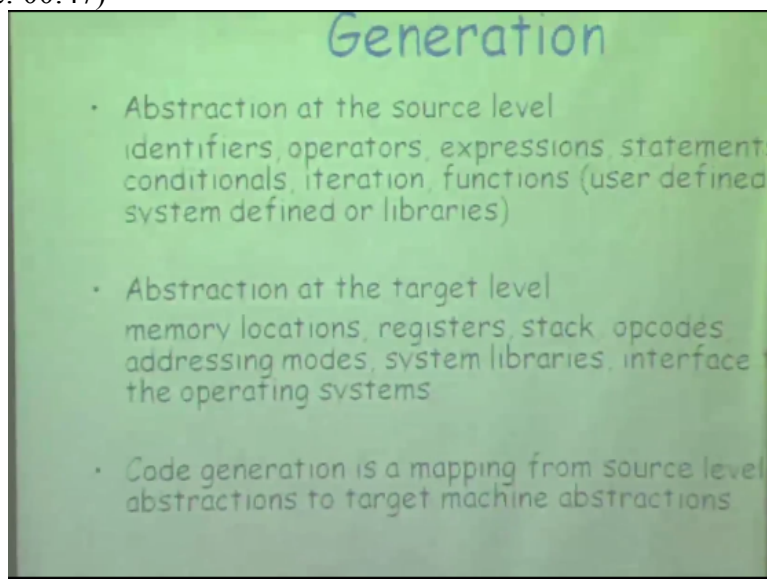 00:47)
Generation
• Abstraction at the source level
identifiers, operators, expressions, statement
conditionals, iteration, functions (user defined
system defined or libraries)
• Abstraction at the target level
memory locations, registers, stack, opcodes,
addressing modes, system libraries, interface t
the operating systems
• Code generation is a mapping from source level
abstractions to target machine abstractions